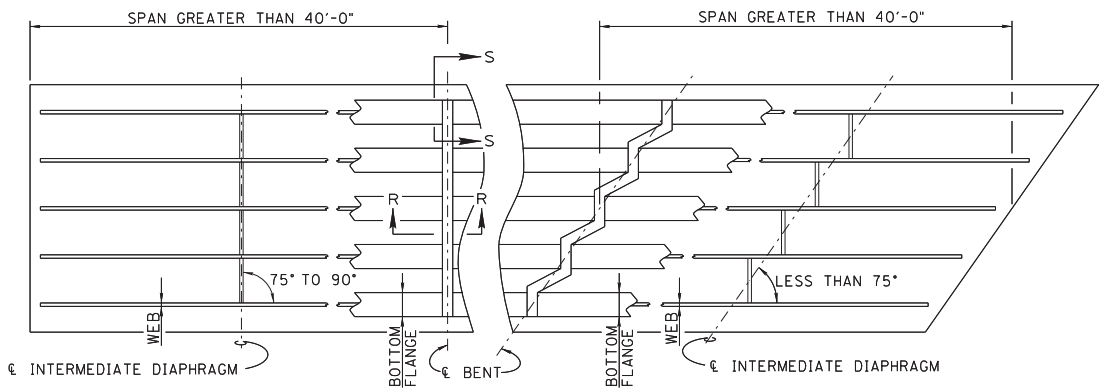 SPAN GREATER THAN 40'-0"
SPAN GREATER THAN 40'-0"
S
S
R
R
75° TO 90°
LESS THAN 75°
WEB
BOTTOM
FLANGE
BOTTOM
FLANGE
WEB
℄ INTERMEDIATE DIAPHRAGM
℄ BENT
℄ INTERMEDIATE DIAPHRAGM